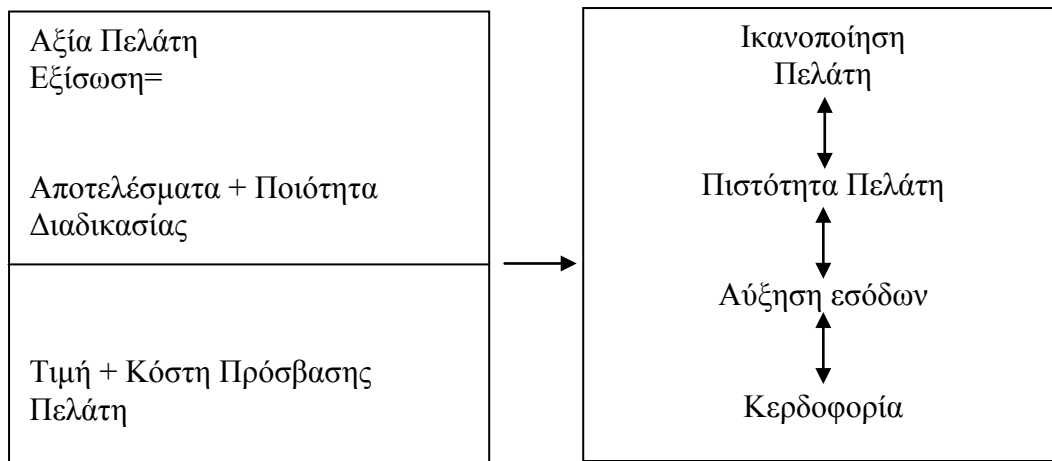 Αξία Πελάτη
Εξίσωση=
Αποτελέσματα + Ποιότητα
Διαδικασίας
Τιμή + Κόστη Πρόσβασης
Πελάτη
Ικανοποίηση
Πελάτη
Πιστότητα Πελάτη
Αύξηση εσόδων
Κερδοφορία